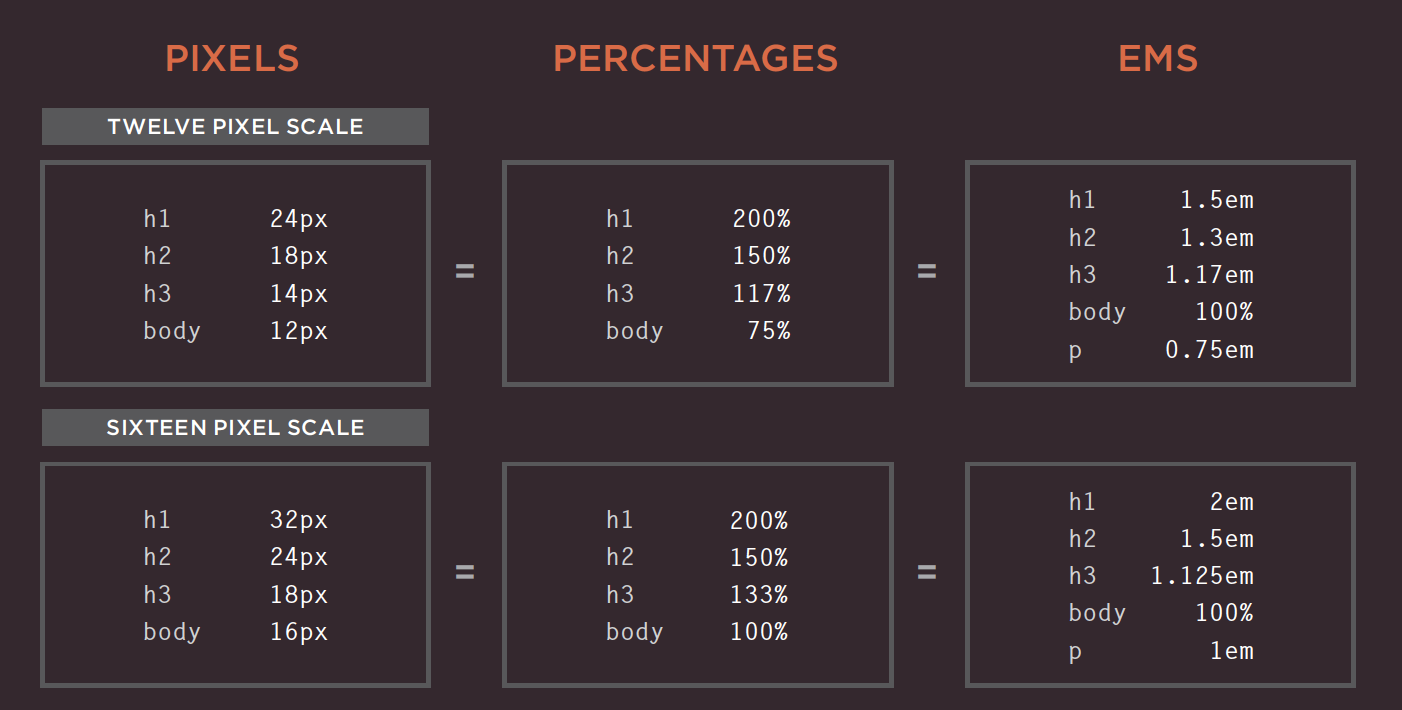 PIXELS PERCENTAGES EMS
TWELVE PIXEL SCALE
h1 24px
h2 18px
h3 14px
body 12px
=
h1 200%
h2 150%
h3 117%
body 75%
=
h1 1.5em
h2 1.3em
h3 1.17em
body 100%
p 0.75em
SIXTEEN PIXEL SCALE
h1 32px
h2 24px
h3 18px
body 16px
=
h1 200%
h2 150%
h3 133%
body 100%
=
h1 2em
h2 1.5em
h3 1.125em
body 100%
p 1em